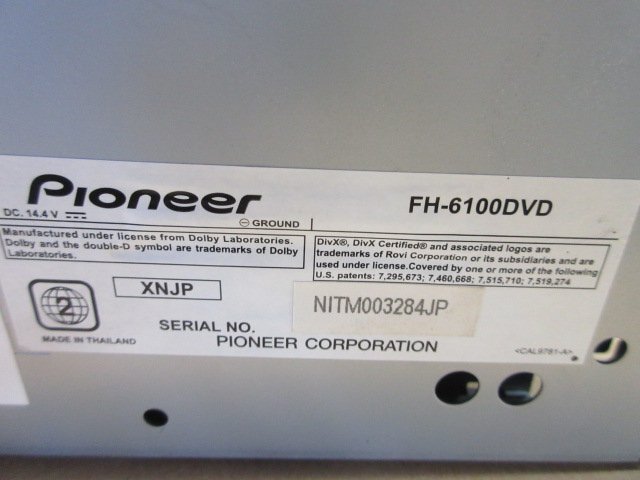 Pioneer
FH-6100DVD
DC. 14.4 V
GROUND
Manufactured under license from Dolby Laboratories.
Dolby and the double-D symbol are trademarks of Dolby
Laboratories.
DivX®, DivX Certified® and associated logos are
trademarks of Rovi Corporation or its subsidiaries and are
used under license.Covered by one or more of the following
U.S. patents: 7,295,673; 7,460,668; 7,515,710; 7,519,274
2
XNJP
NITM003284JP
SERIAL NO.
MADE IN THAILAND
PIONEER CORPORATION
<CAL9781-A>